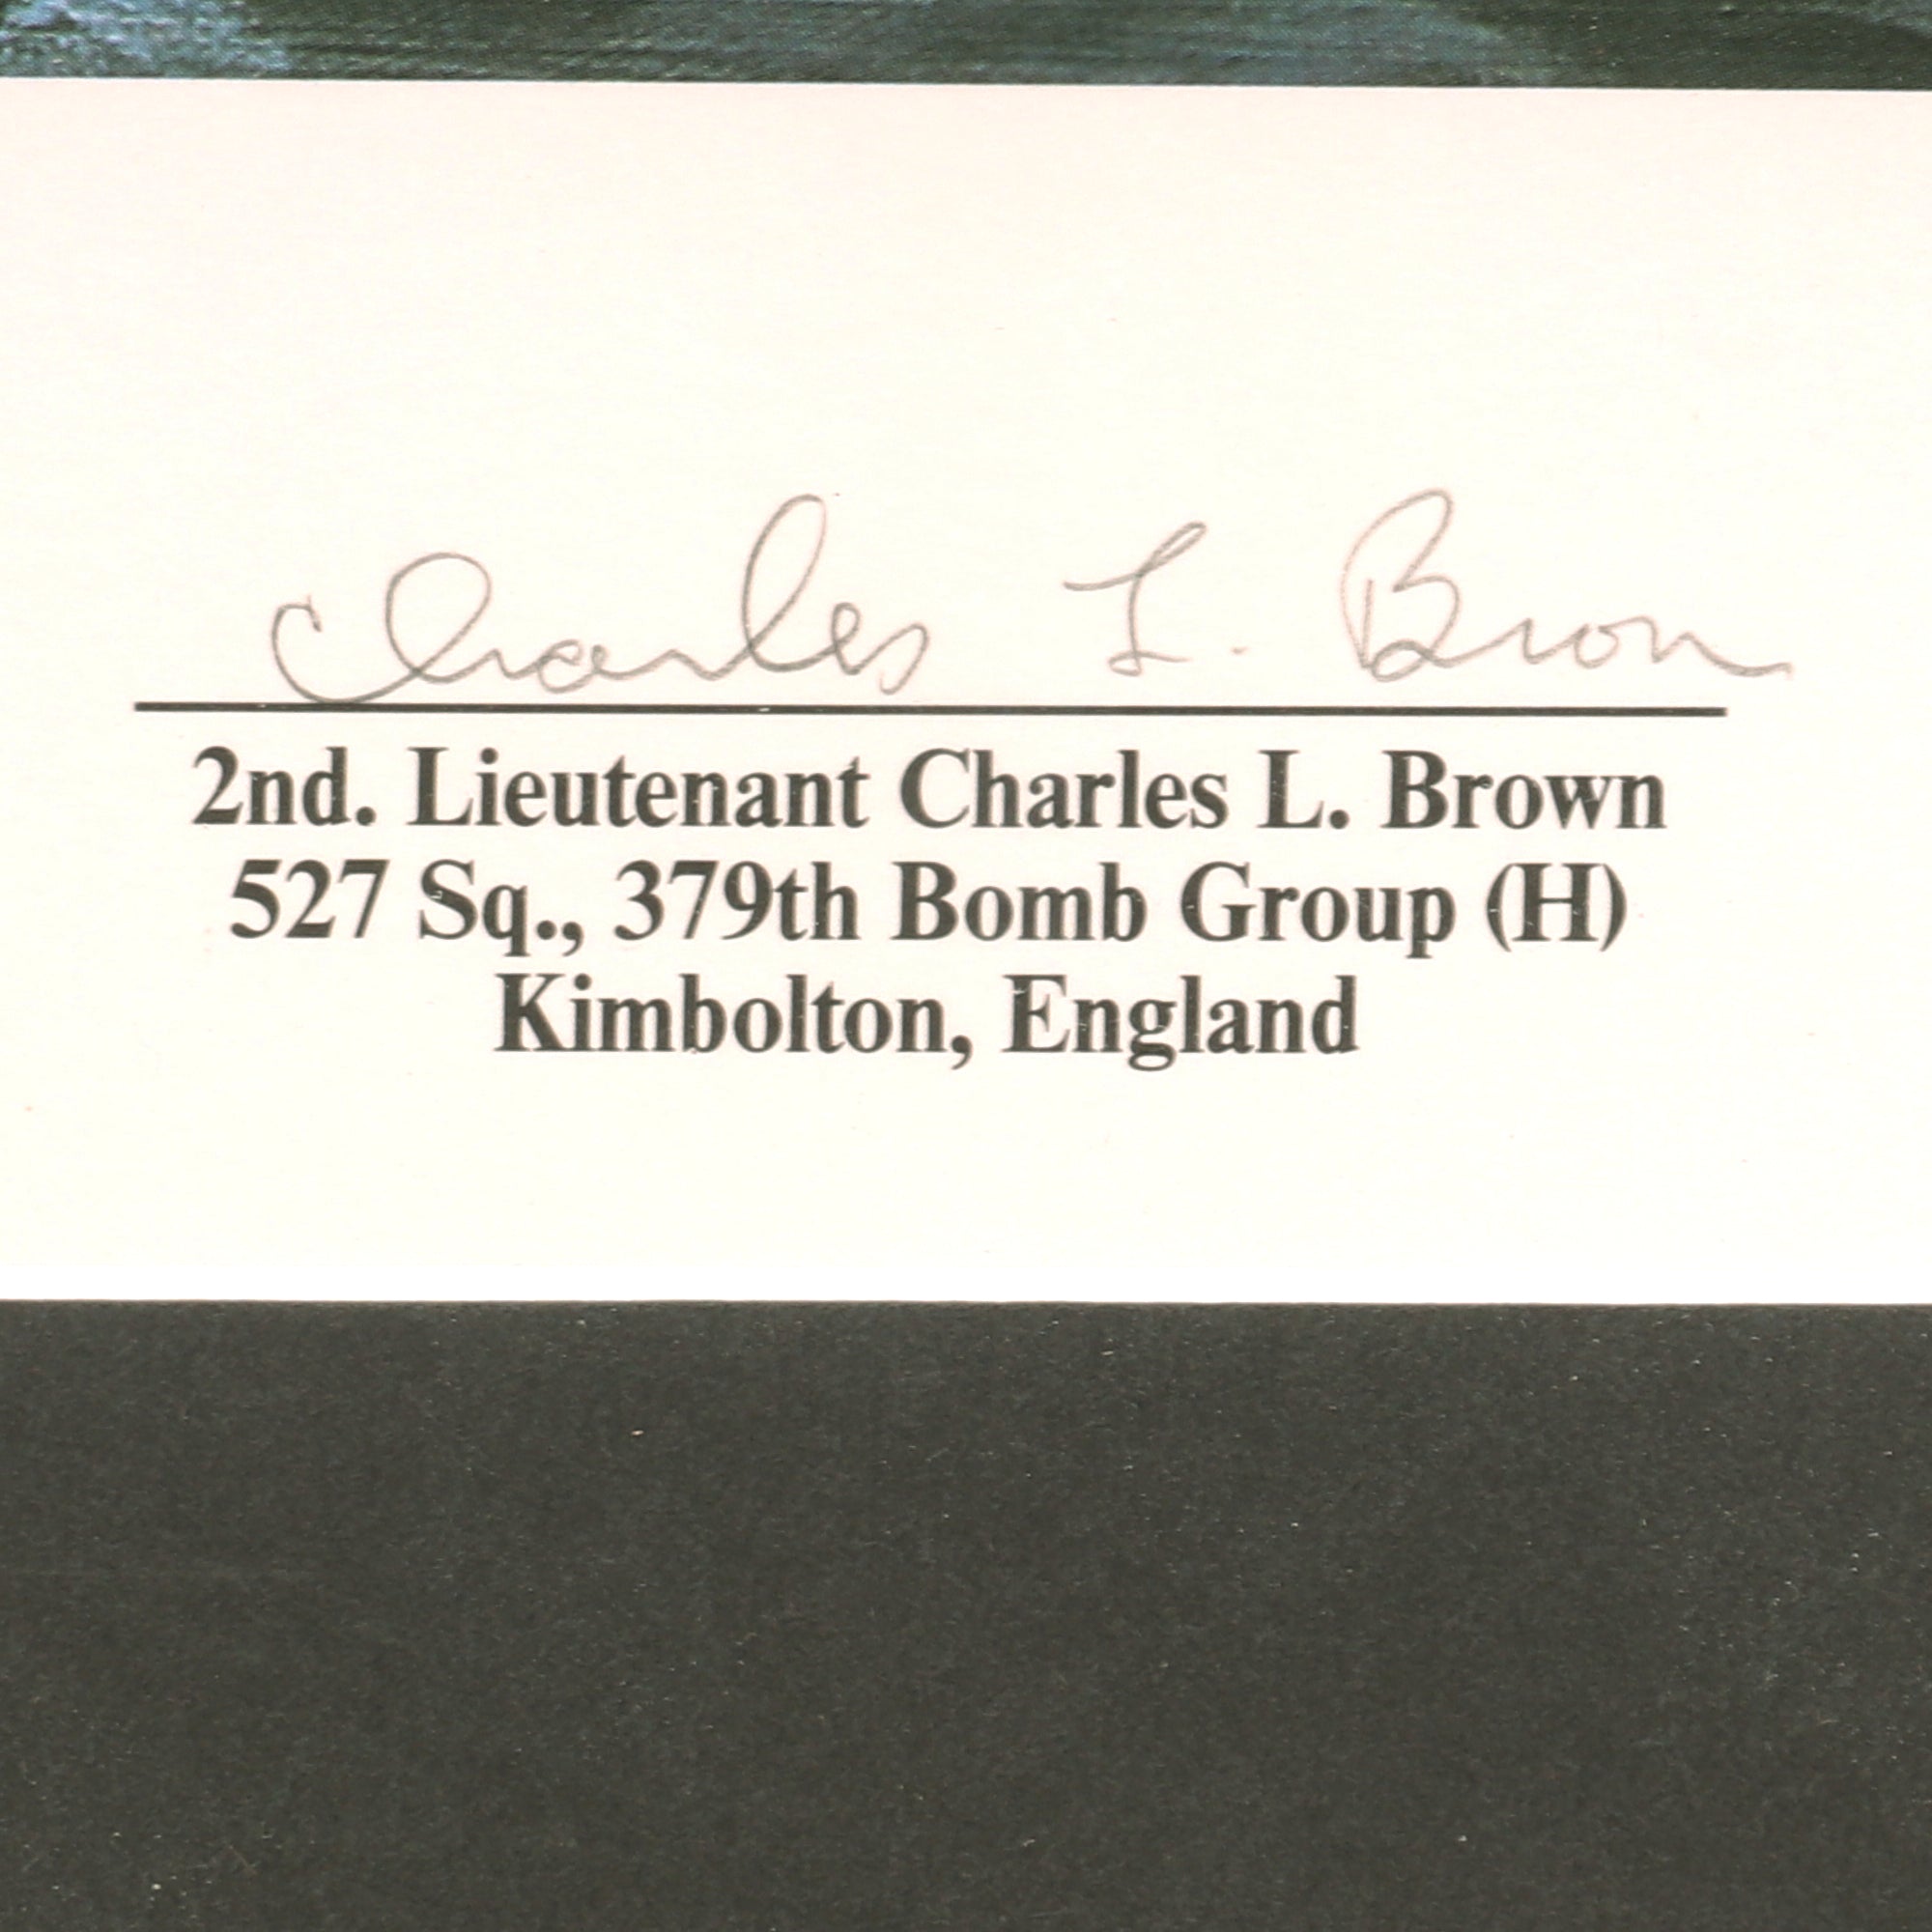 Charles L. Brown
2nd. Lieutenant Charles L. Brown
527 Sq., 379th Bomb Group (H)
Kimbolton, England